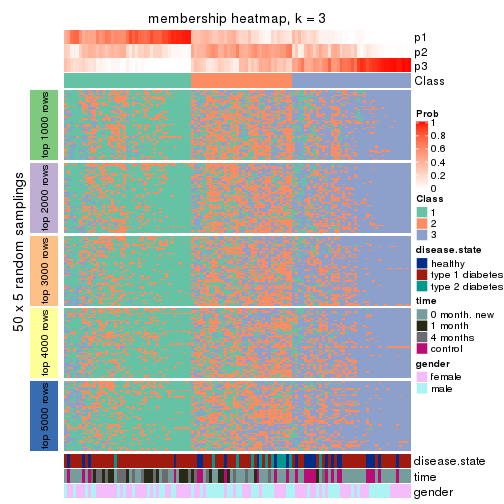 membership heatmap, k = 3
p1
p2
p3
Class
50 x 5 random samplings
top 1000 rows
top 2000 rows
top 3000 rows
top 4000 rows
top 5000 rows
disease.state
time
gender
Prob
1
0.8
0.6
0.4
0.2
0
Class
1
2
3
disease.state
healthy
type 1 diabetes
type 2 diabetes
time
0 month. new
1 month
4 months
control
gender
female
male